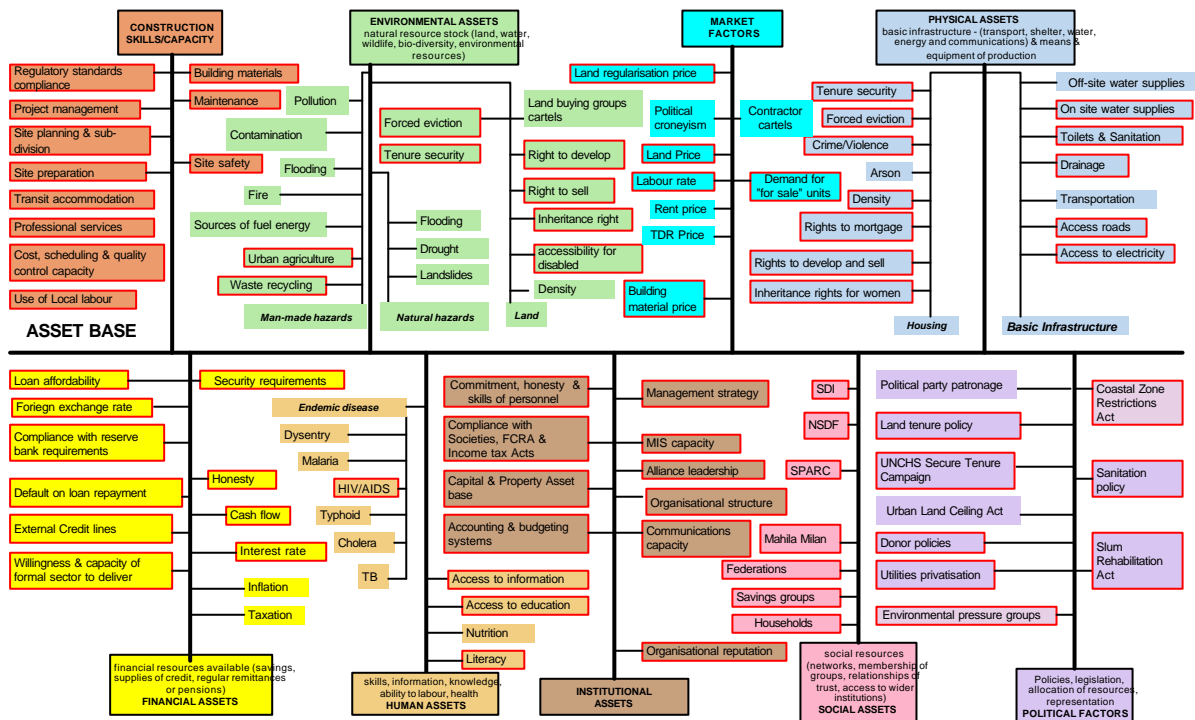 CONSTRUCTION
SKILLS/CAPACITY
Regulatory standards
compliance
Project management
Site planning & sub-
division
Site preparation
Transit accommodation
Professional services
Cost, scheduling & quality
control capacity
Use of Local labour
Building materials
Maintenance
Site safety
ENVIRONMENTAL ASSETS
natural resource stock (land, water,
wildlife, bio-diversity, environmental
resources)
Pollution
Contamination
Flooding
Fire
Sources of fuel energy
Urban agriculture
Waste recycling
Man-made hazards
Forced eviction
Tenure security
Flooding
Drought
Landslides
Natural hazards
Land buying groups
cartels
Right to develop
Right to sell
Inheritance right
accessibility for
disabled
Density
Land
MARKET
FACTORS
Land regularisation price
Political
croneyism
Land Price
Labour rate
Rent price
TDR Price
Building
material price
Contractor
cartels
Demand for
"for sale" units
PHYSICAL ASSETS
basic infrastructure - (transport, shelter, water,
energy and communications) & means &
equipment of production
Tenure security
Forced eviction
Crime/Violence
Arson
Density
Rights to mortgage
Rights to develop and sell
Inheritance rights for women
Housing
Off-site water supplies
On site water supplies
Toilets & Sanitation
Drainage
Transportation
Access roads
Access to electricity
Basic Infrastructure
ASSET BASE
Loan affordability
Foriegn exchange rate
Compliance with reserve
bank requirements
Default on loan repayment
External Credit lines
Willingness & capacity of
formal sector to deliver
Security requirements
Honesty
Cash flow
Interest rate
Inflation
Taxation
financial resources available (savings,
supplies of credit, regular remittances
or pensions)
FINANCIAL ASSETS
Endemic disease
Dysentry
Malaria
HIV/AIDS
Typhoid
Cholera
TB
Access to information
Access to education
Nutrition
Literacy
skills, information, knowledge,
ability to labour, health
HUMAN ASSETS
Commitment, honesty &
skills of personnel
Compliance with
Societies, FCRA &
Income tax Acts
Capital & Property Asset
base
Accounting & budgeting
systems
Management strategy
MIS capacity
Alliance leadership
Organisational structure
Communications
capacity
Organisational reputation
INSTITUTIONAL
ASSETS
SDI
NSDF
SPARC
Mahila Milan
Federations
Savings groups
Households
social resources
(networks, membership of
groups, relationships of
trust, access to wider
institutions)
SOCIAL ASSETS
Political party patronage
Land tenure policy
UNCHS Secure Tenure
Campaign
Urban Land Ceiling Act
Donor policies
Utilities privatisation
Environmental pressure groups
Coastal Zone
Restrictions
Act
Sanitation
policy
Slum
Rehabilitation
Act
Policies, legislation,
allocation of resources,
representation
POLITICAL FACTORS